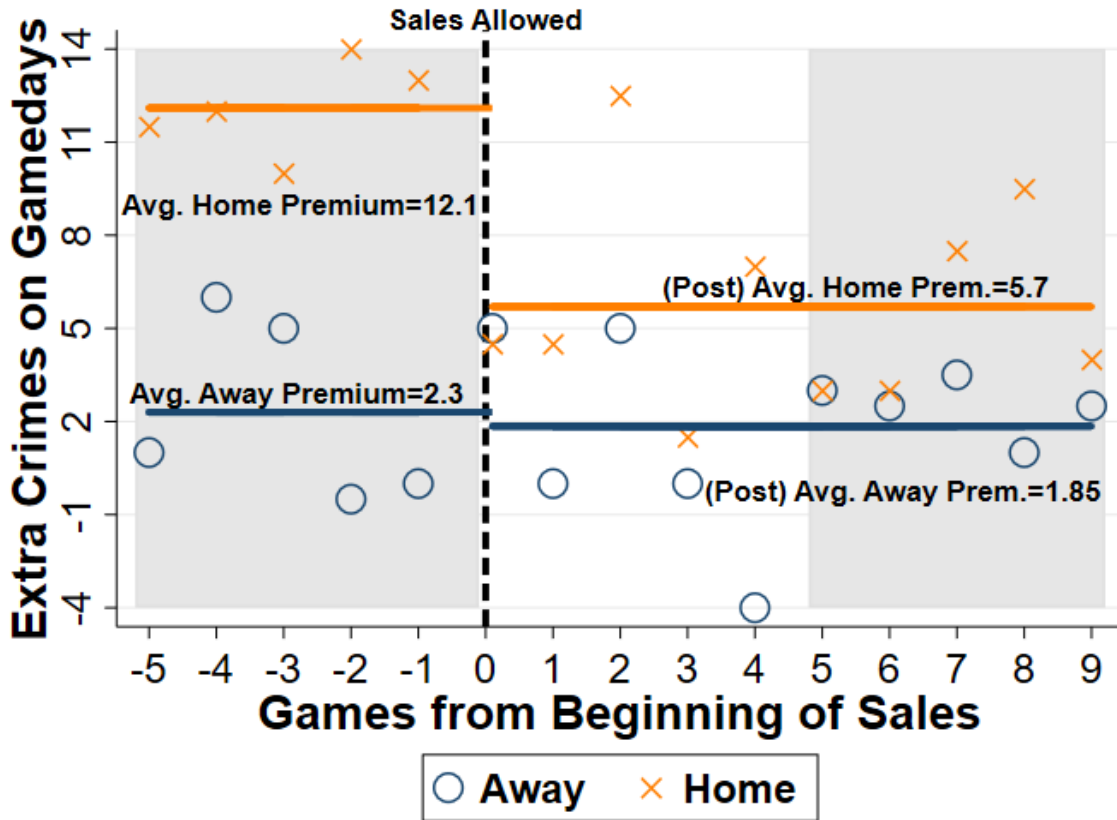 Sales Allowed
Extra Crimes on Gamedays
14
11
8
5
2
-1
-4
Avg. Home Premium=12.1
(Post) Avg. Home Prem.=5.7
Avg. Away Premium=2.3
(Post) Avg. Away Prem.=1.85
-5 -4 -3 -2 -1 0 1 2 3 4 5 6 7 8 9
Games from Beginning of Sales
Away Home